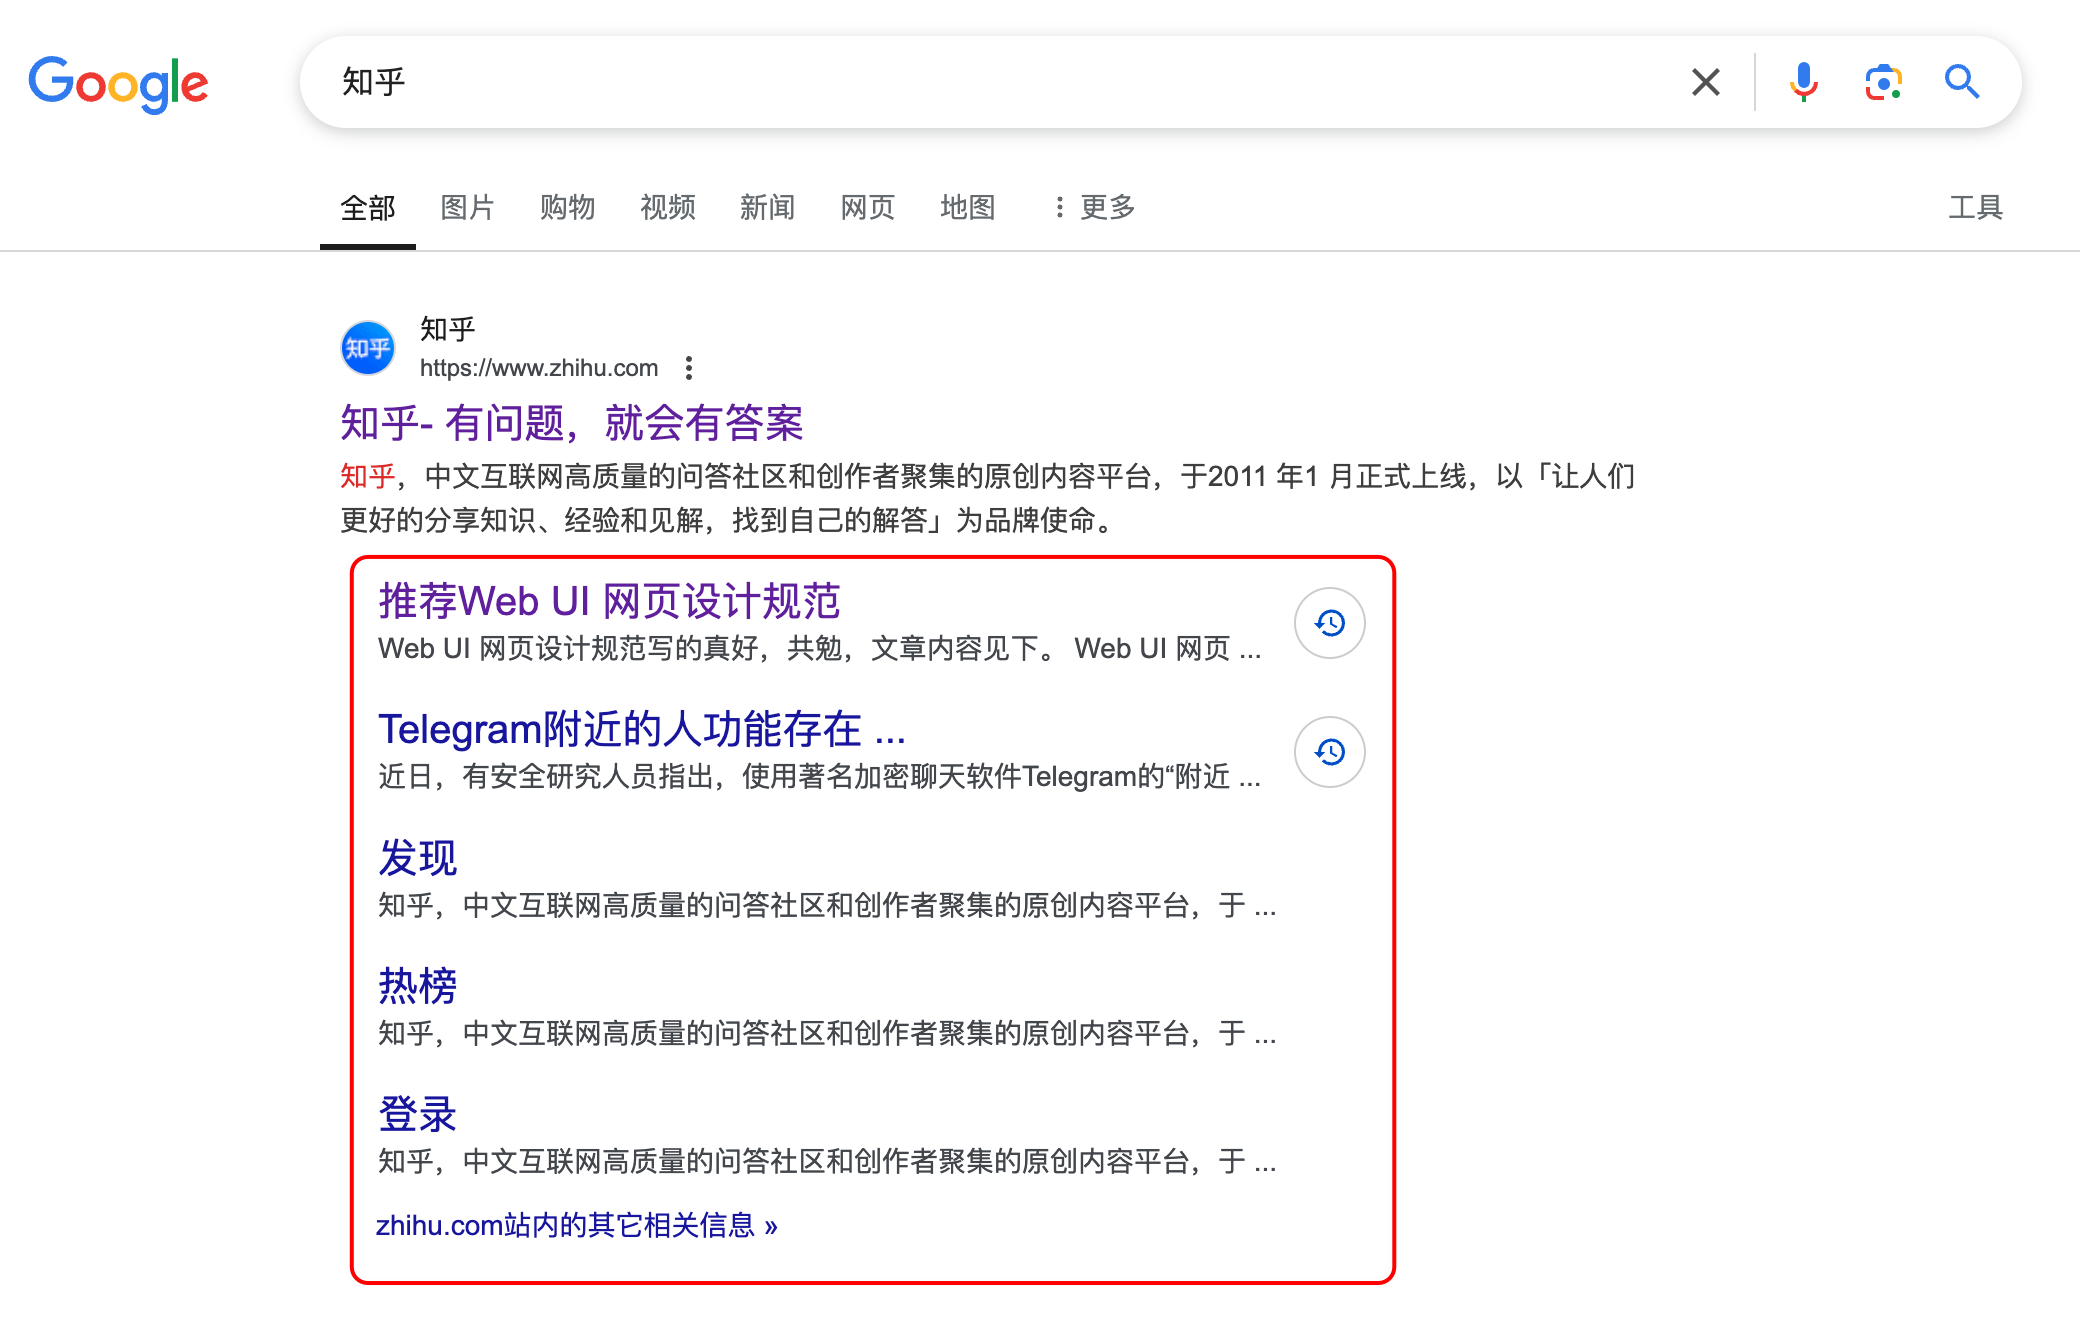 Google
知乎
全部 图片 购物 视频 新闻 网页 地图 更多 工具
知乎
知乎
https://www.zhihu.com
知乎- 有问题，就会有答案
知乎，中文互联网高质量的问答社区和创作者聚集的原创内容平台，于2011 年1 月正式上线，以「让人们
更好的分享知识、经验和见解，找到自己的解答」为品牌使命。
推荐Web UI 网页设计规范
Web UI 网页设计规范写的真好，共勉，文章内容见下。 Web UI 网页 ...
Telegram附近的人功能存在 ...
近日，有安全研究人员指出，使用著名加密聊天软件Telegram的“附近 ...
发现
知乎，中文互联网高质量的问答社区和创作者聚集的原创内容平台，于 ...
热榜
知乎，中文互联网高质量的问答社区和创作者聚集的原创内容平台，于 ...
登录
知乎，中文互联网高质量的问答社区和创作者聚集的原创内容平台，于 ...
zhihu.com站内的其它相关信息 »